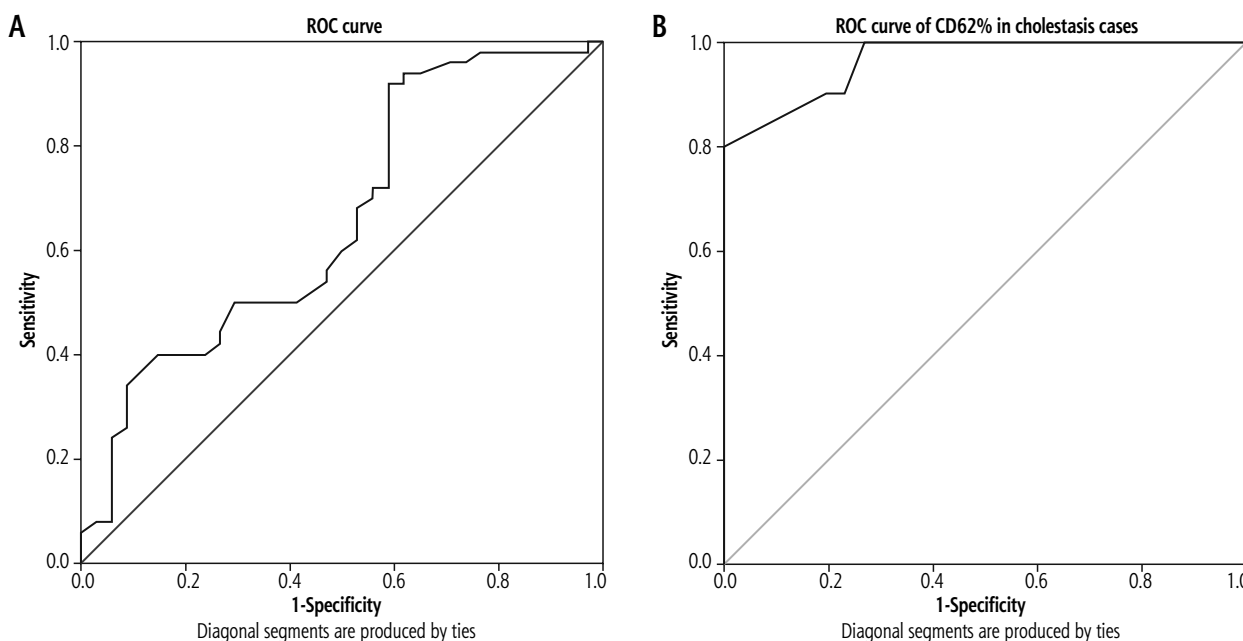 A
ROC curve
1.0
0.8
0.6
0.4
0.2
0.0
Sensitivity
0.0 0.2 0.4 0.6 0.8 1.0
1-Specificity
Diagonal segments are produced by ties
B
ROC curve of CD62% in cholestasis cases
1.0
0.8
0.6
0.4
0.2
0.0
Sensitivity
0.0 0.2 0.4 0.6 0.8 1.0
1-Specificity
Diagonal segments are produced by ties